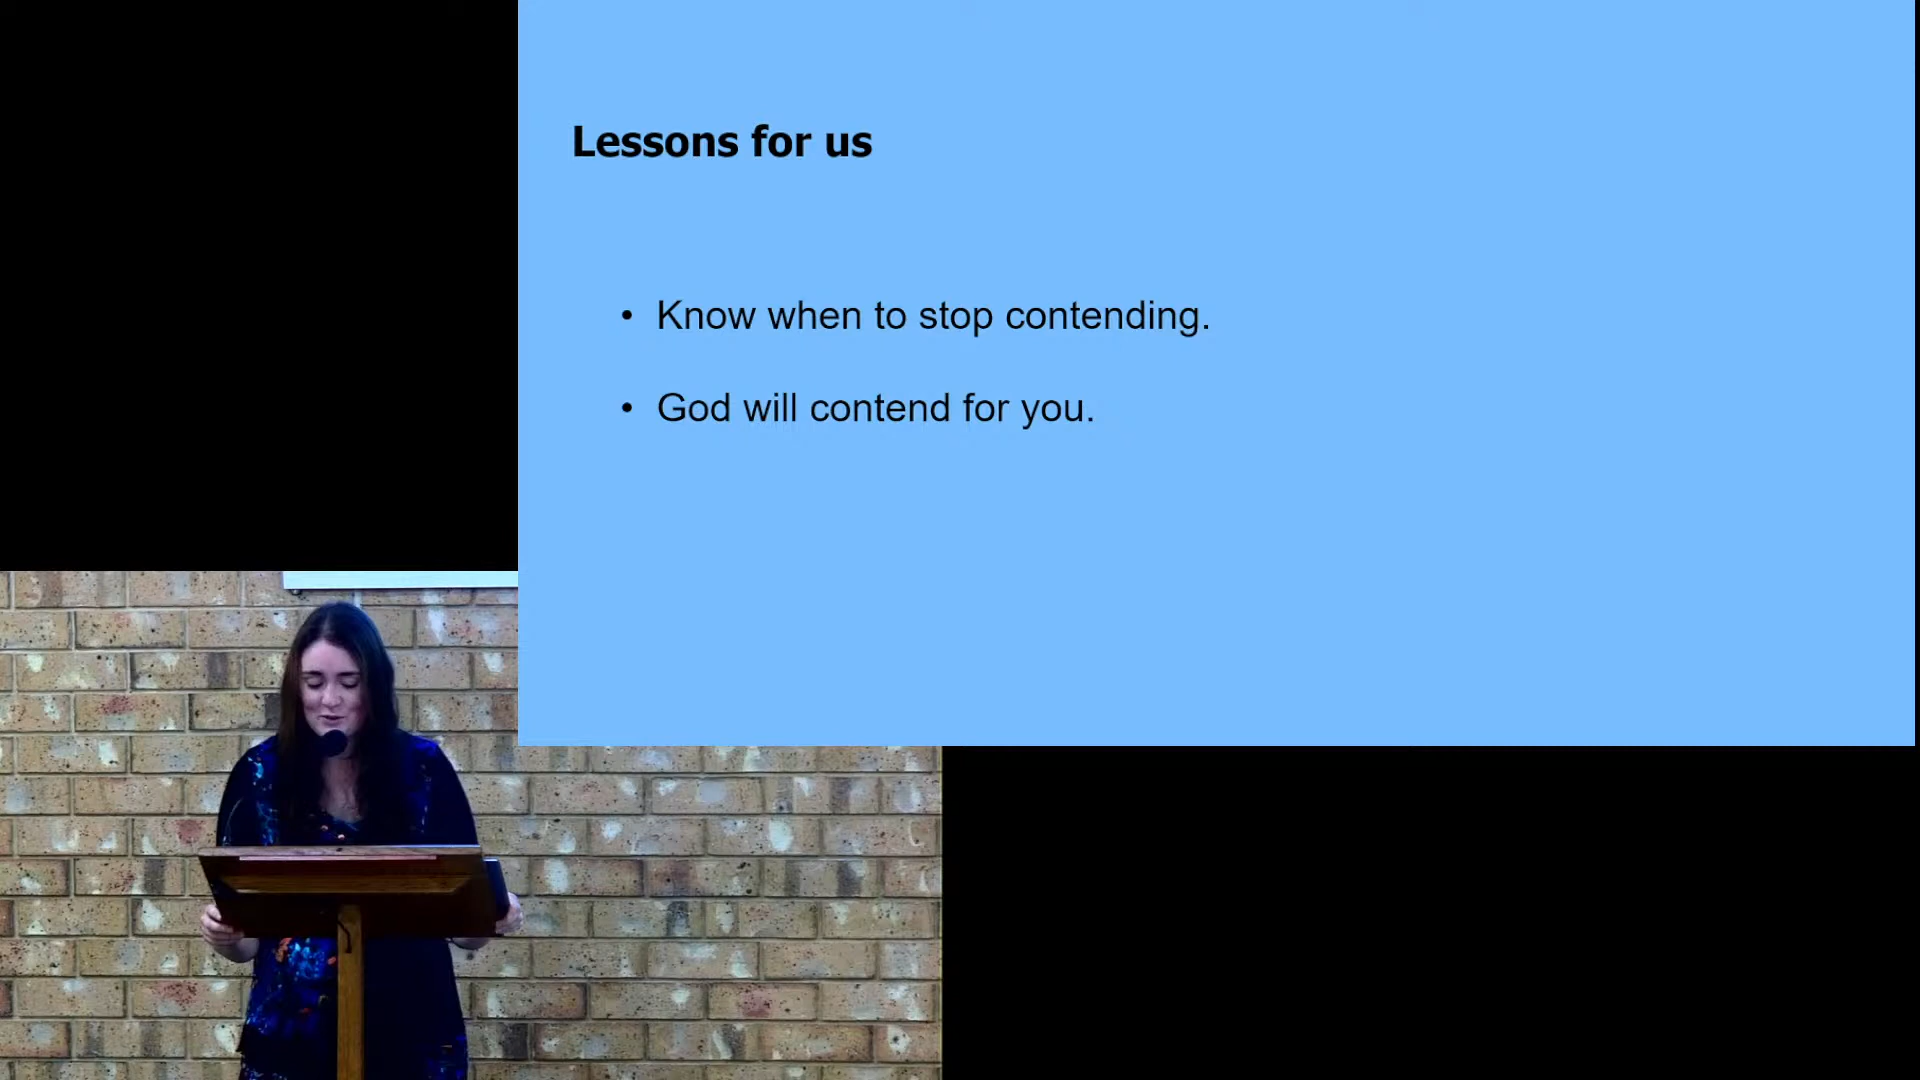 Lessons for us
• Know when to stop contending.
• God will contend for you.